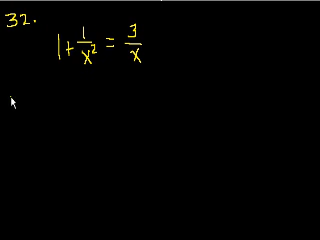 32.
1 + 1/x² = 3/x